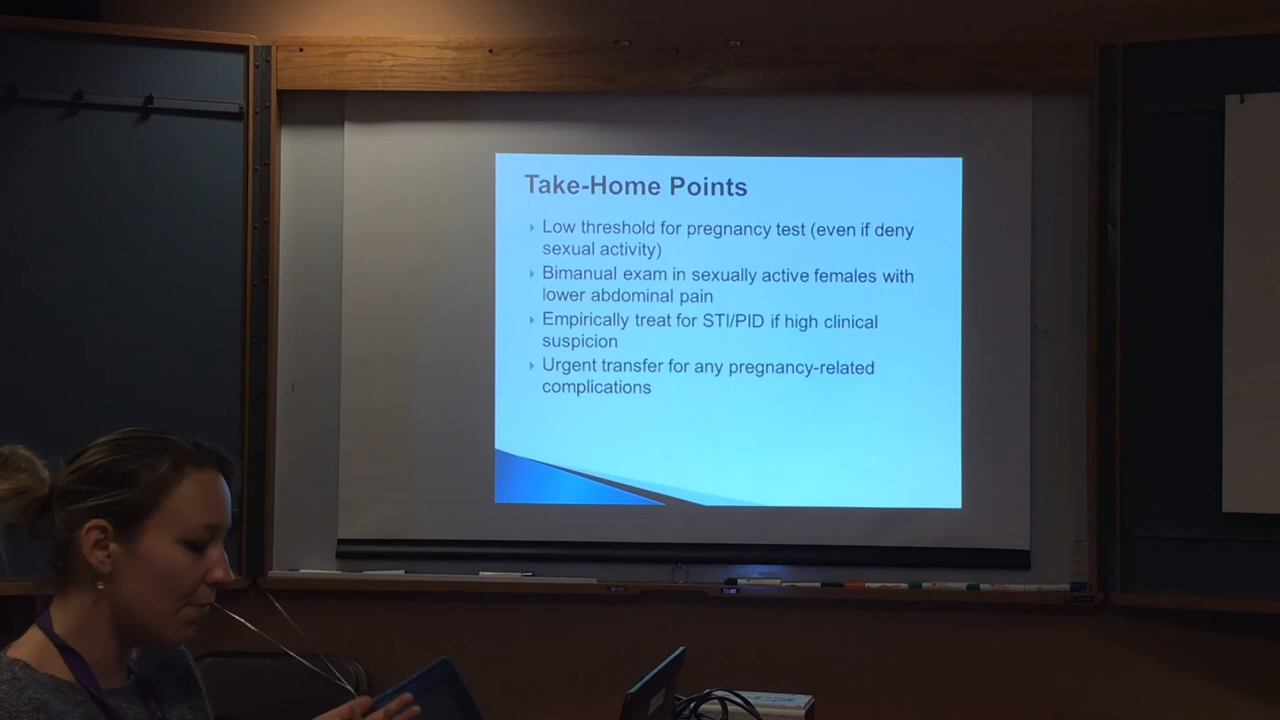 Take-Home Points
Low threshold for pregnancy test (even if deny
sexual activity)
Bimanual exam in sexually active females with
lower abdominal pain
Empirically treat for STI/PID if high clinical
suspicion
Urgent transfer for any pregnancy-related
complications